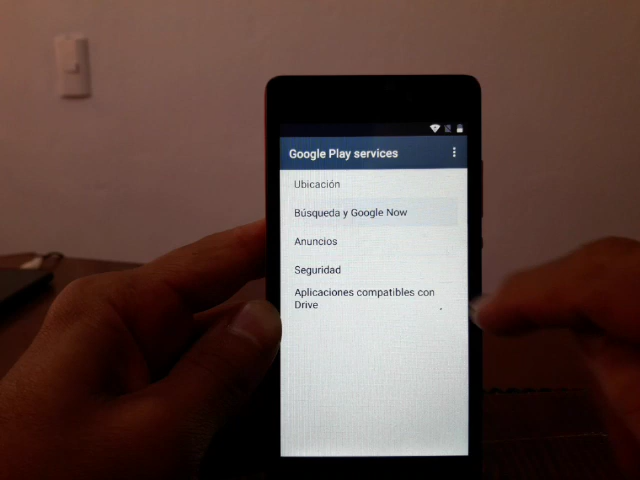 Google Play services
Ubicación
Búsqueda y Google Now
Anuncios
Seguridad
Aplicaciones compatibles con
Drive